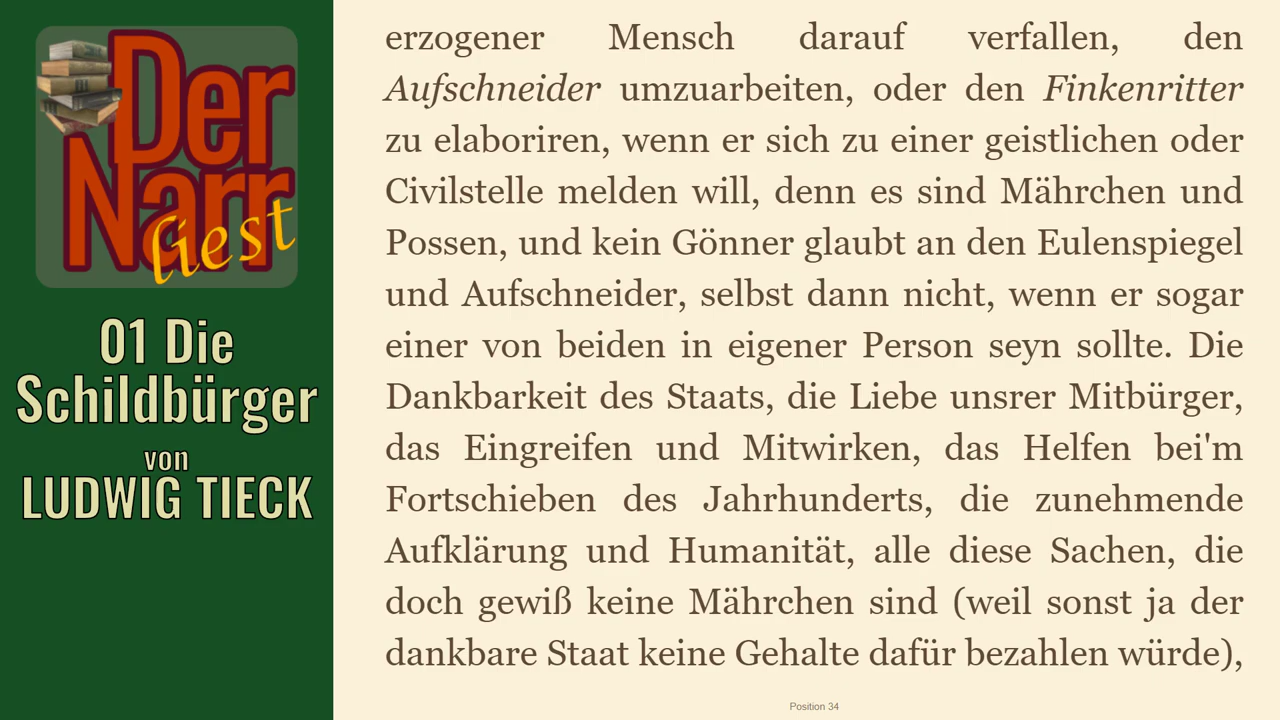 Der
Narr
liest
01 Die
Schildbürger
von
LUDWIG TIECK
erzogener Mensch darauf verfallen, den
Aufschneider umzuarbeiten, oder den Finkenritter
zu elaboriren, wenn er sich zu einer geistlichen oder
Civilstelle melden will, denn es sind Mährchen und
Possen, und kein Gönner glaubt an den Eulenspiegel
und Aufschneider, selbst dann nicht, wenn er sogar
einer von beiden in eigener Person seyn sollte. Die
Dankbarkeit des Staats, die Liebe unsrer Mitbürger,
das Eingreifen und Mitwirken, das Helfen bei'm
Fortschieben des Jahrhunderts, die zunehmende
Aufklärung und Humanität, alle diese Sachen, die
doch gewiß keine Mährchen sind (weil sonst ja der
dankbare Staat keine Gehalte dafür bezahlen würde),
Position 34